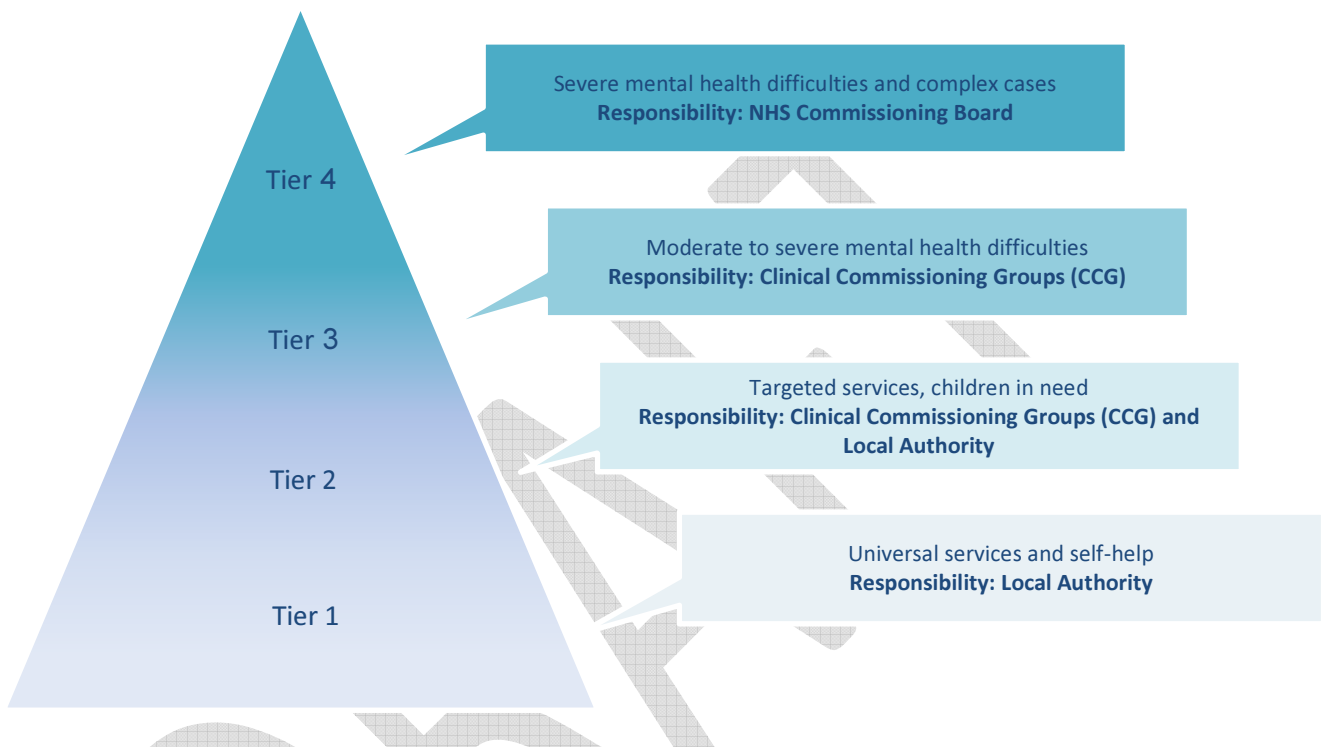 Severe mental health difficulties and complex cases
Responsibility: NHS Commissioning Board
Tier 4
Moderate to severe mental health difficulties
Responsibility: Clinical Commissioning Groups (CCG)
Tier 3
Targeted services, children in need
Responsibility: Clinical Commissioning Groups (CCG) and
Local Authority
Tier 2
Universal services and self-help
Responsibility: Local Authority
Tier 1